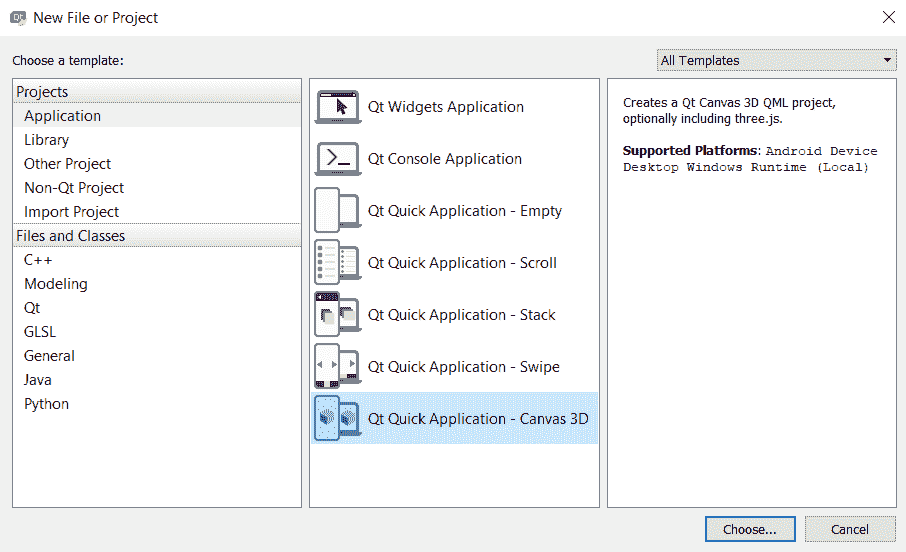 New File or Project
Choose a template:
All Templates
Projects
Application
Library
Other Project
Non-Qt Project
Import Project
Files and Classes
C++
Modeling
Qt
GLSL
General
Java
Python
Qt Widgets Application
Qt Console Application
Qt Quick Application - Empty
Qt Quick Application - Scroll
Qt Quick Application - Stack
Qt Quick Application - Swipe
Qt Quick Application - Canvas 3D
Creates a Qt Canvas 3D QML project,
optionally including three.js.
Supported Platforms: Android Device
Desktop Windows Runtime (Local)
Choose...
Cancel